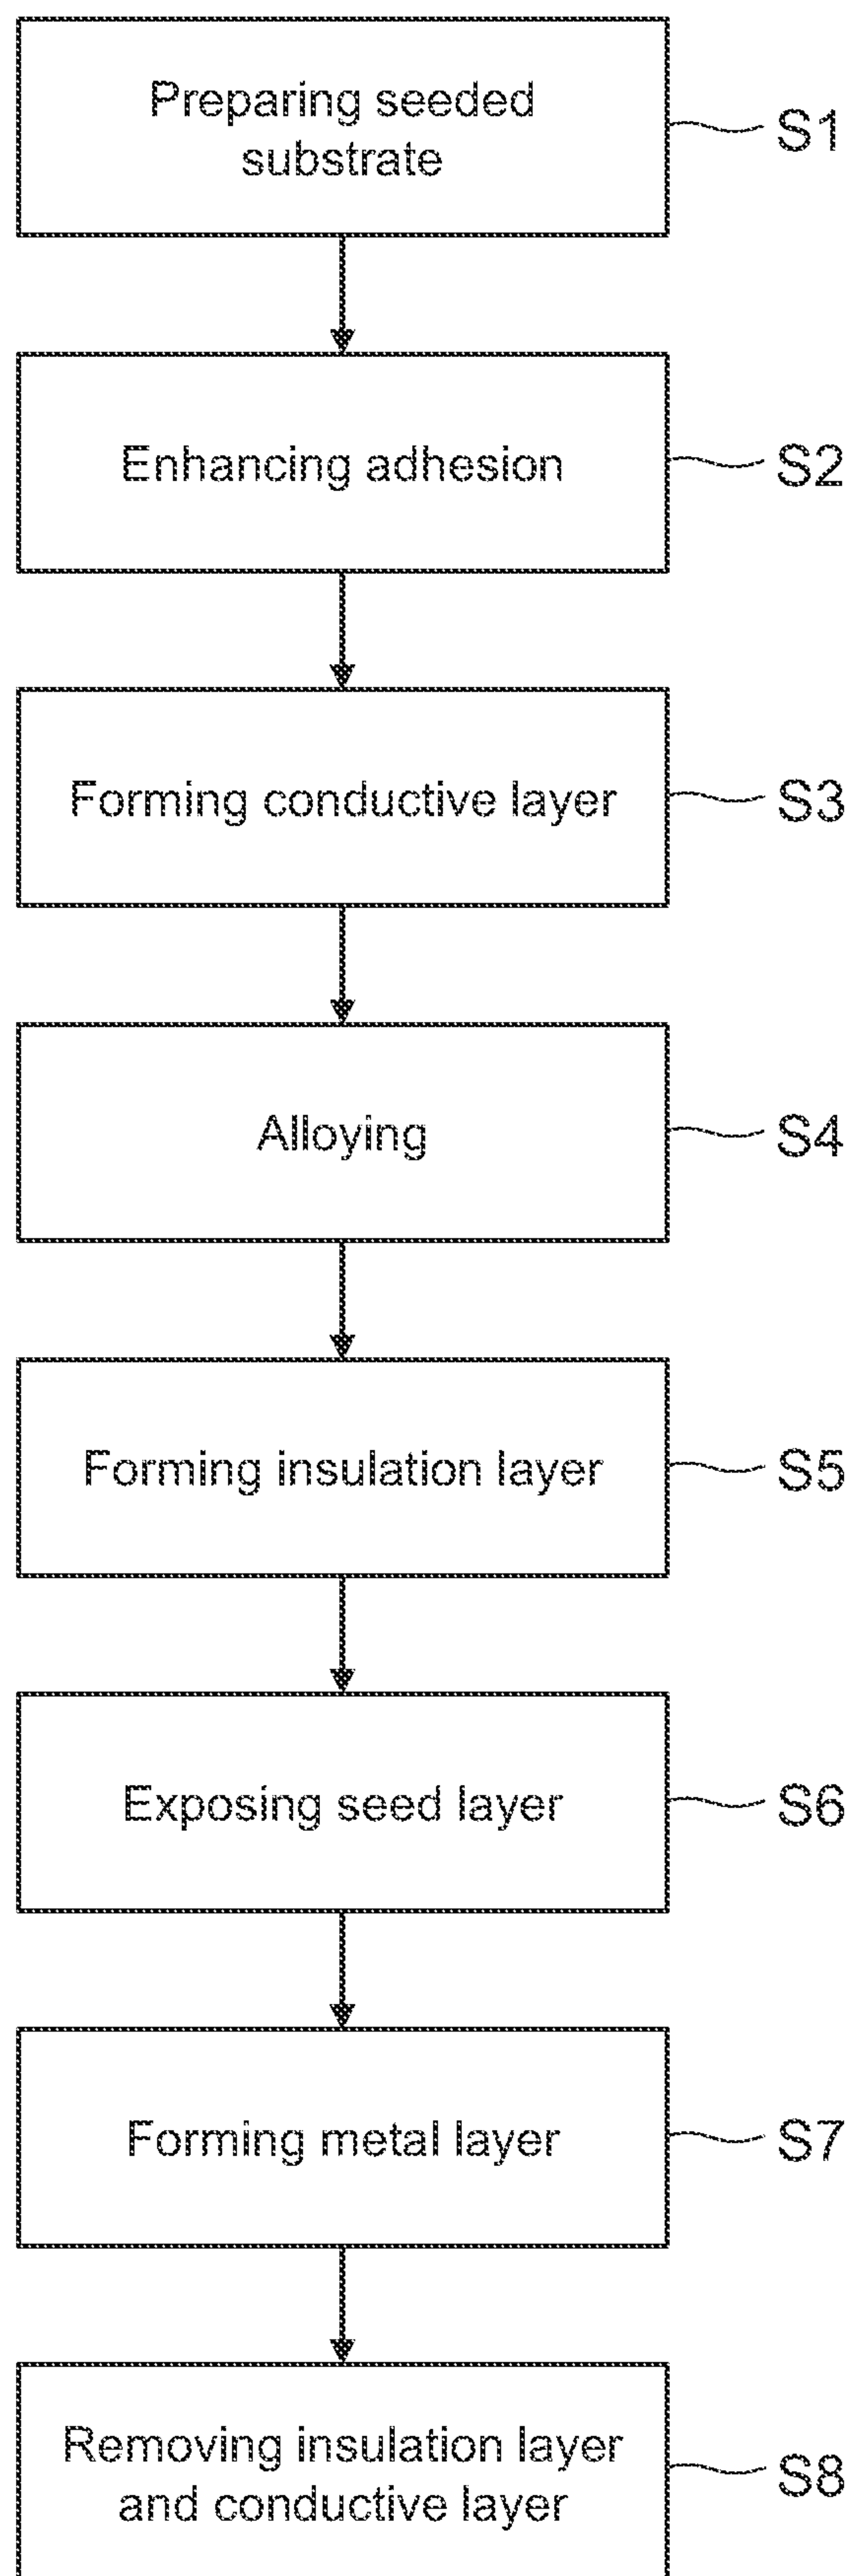 Preparing seeded
substrate
S1
Enhancing adhesion
S2
Forming conductive layer
S3
Alloying
S4
Forming insulation layer
S5
Exposing seed layer
S6
Forming metal layer
S7
Removing insulation layer
and conductive layer
S8